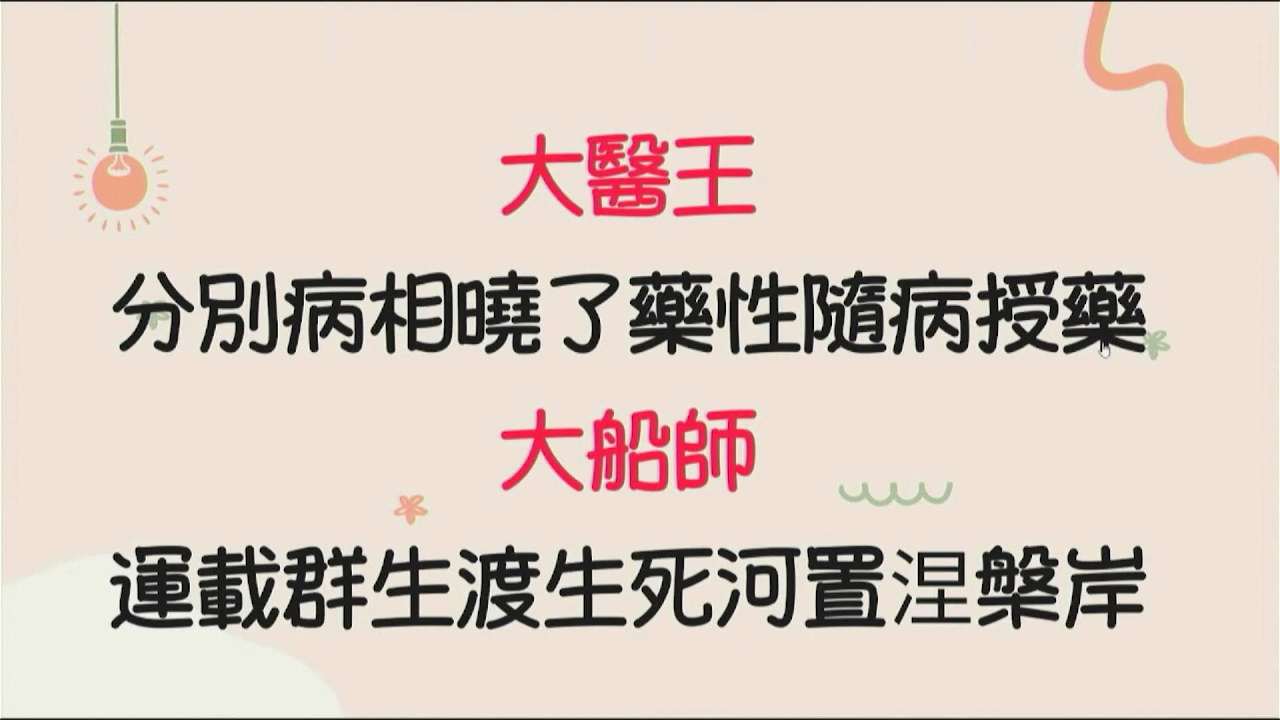 大醫王
分別病相曉了藥性隨病授藥
大船師
運載群生渡生死河置涅槃岸